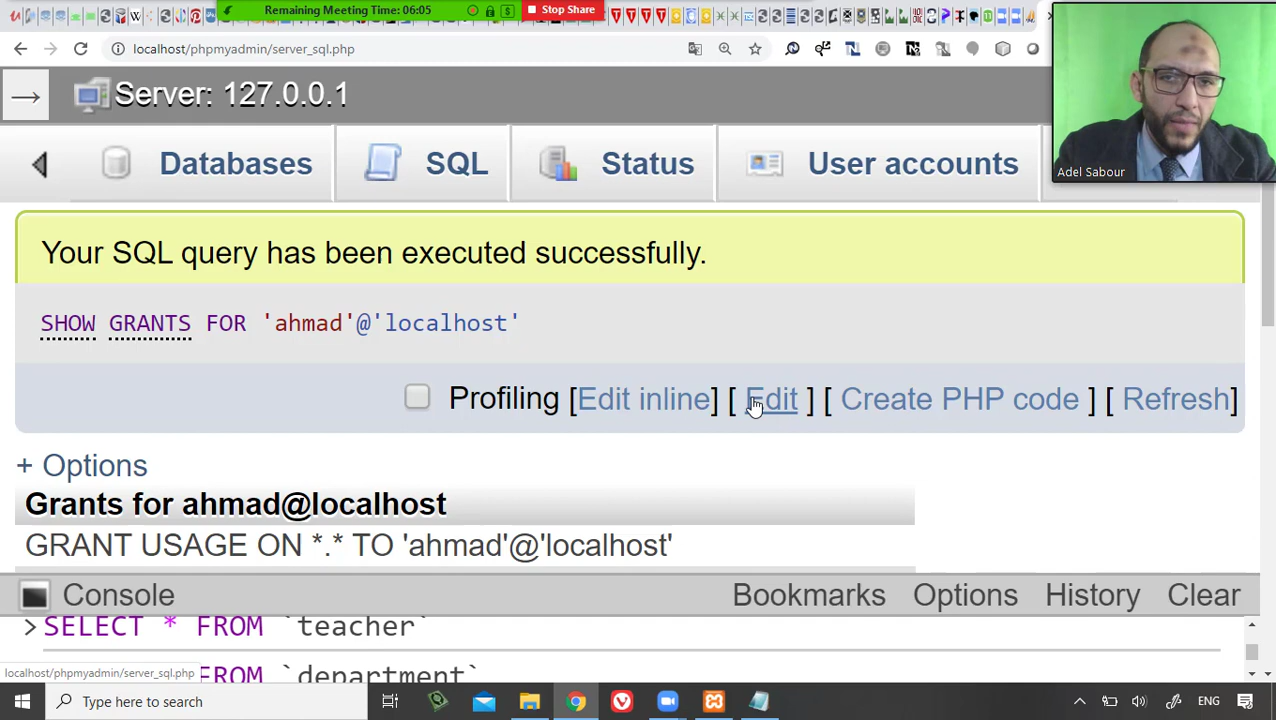 Remaining Meeting Time: 06:05
Stop Share
localhost/phpmyadmin/server_sql.php
Server: 127.0.0.1
Databases
SQL
Status
User accounts
Adel Sabour
Your SQL query has been executed successfully.
SHOW GRANTS FOR 'ahmad'@'localhost'
Profiling [Edit inline] [ Edit ] [ Create PHP code ] [ Refresh]
+ Options
Grants for ahmad@localhost
GRANT USAGE ON *.* TO 'ahmad'@'localhost'
Console
Bookmarks Options History Clear
>SELECT * FROM `teacher`
FROM `department`
localhost/phpmyadmin/server_sql.php
Type here to search
ENG